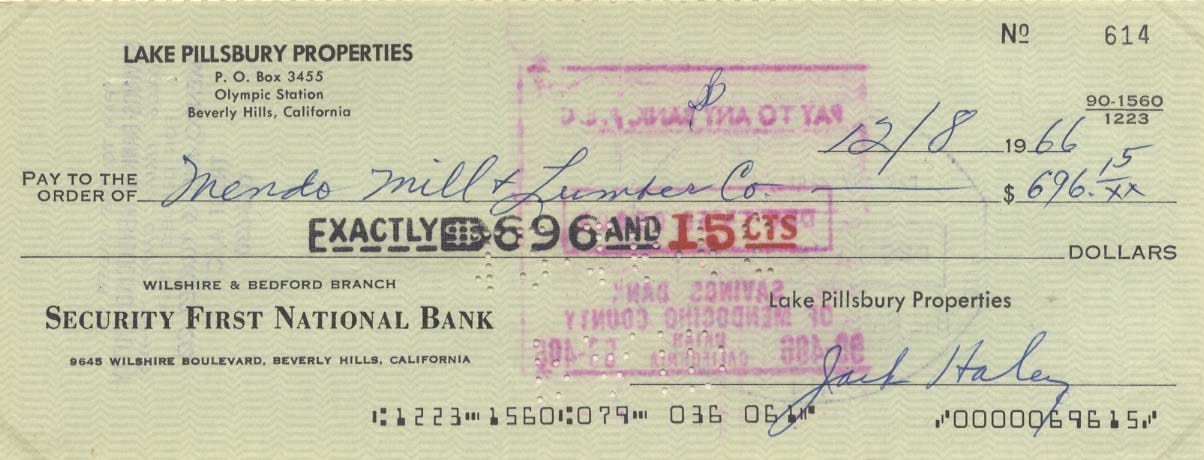 Nº 614
LAKE PILLSBURY PROPERTIES
P. O. Box 3455
Olympic Station
Beverly Hills, California
90-1560
1223
PAY TO ANY BANK, P.E.G.
12/8 1966
PAY TO THE ORDER OF Mendo Mill & Lumber Co. $ 696.15/xx
EXACTLY 696 AND 15 CTS
DOLLARS
WILSHIRE & BEDFORD BRANCH
SECURITY FIRST NATIONAL BANK
9645 WILSHIRE BOULEVARD, BEVERLY HILLS, CALIFORNIA
Lake Pillsbury Properties
SAVINGS BANK
OF MENDOCINO COUNTY
UKIAH
CALIFORNIA
Jack Haley
1223 1560 079 036 061 0000069615